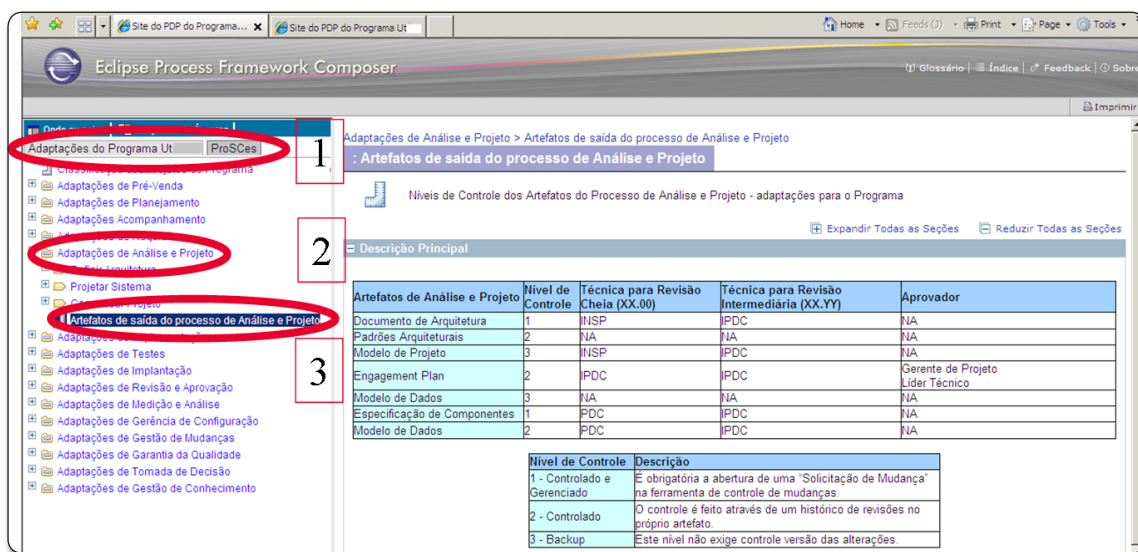 Site do PDP do Programa... x
Site do PDP do Programa Ut
Home
Feeds (J)
Print
Page
Tools
Eclipse Process Framework Composer
Glossário | Índice | Feedback | Sobre
Imprimir
Adaptações do Programa Ut
ProSCes
1
Adaptações de Pré-Venda
Adaptações de Planejamento
Adaptações Acompanhamento
2
Adaptações de Análise e Projeto
Projetar Sistema
Artefatos de saída do processo de Análise e Projeto
3
Adaptações de Testes
Adaptações de Implantação
Adaptações de Revisão e Aprovação
Adaptações de Medição e Análise
Adaptações de Gerência de Configuração
Adaptações de Gestão de Mudanças
Adaptações de Garantia da Qualidade
Adaptações de Tomada de Decisão
Adaptações de Gestão de Conhecimento
Adaptações de Análise e Projeto > Artefatos de saída do processo de Análise e Projeto
: Artefatos de saída do processo de Análise e Projeto
Níveis de Controle dos Artefatos do Processo de Análise e Projeto - adaptações para o Programa
Expandir Todas as Seções
Reduzir Todas as Seções
Descrição Principal
Artefatos de Análise e Projeto Nível de Controle Técnica para Revisão Cheia (XX.00) Técnica para Revisão Intermediária (XX.YY) Aprovador
Documento de Arquitetura 1 INSP IPDC NA
Padrões Arquiteturais 2 NA NA NA
Modelo de Projeto 3 INSP IPDC NA
Engagement Plan 2 IPDC IPDC Gerente de Projeto Líder Técnico
Modelo de Dados 3 NA NA NA
Especificação de Componentes 1 PDC IPDC NA
Modelo de Dados 2 PDC IPDC NA
Nível de Controle Descrição
1 - Controlado e Gerenciado É obrigatória a abertura de uma "Solicitação de Mudança" na ferramenta de controle de mudanças.
2 - Controlado O controle é feito através de um histórico de revisões no próprio artefato.
3 - Backup Este nível não exige controle versão das alterações.